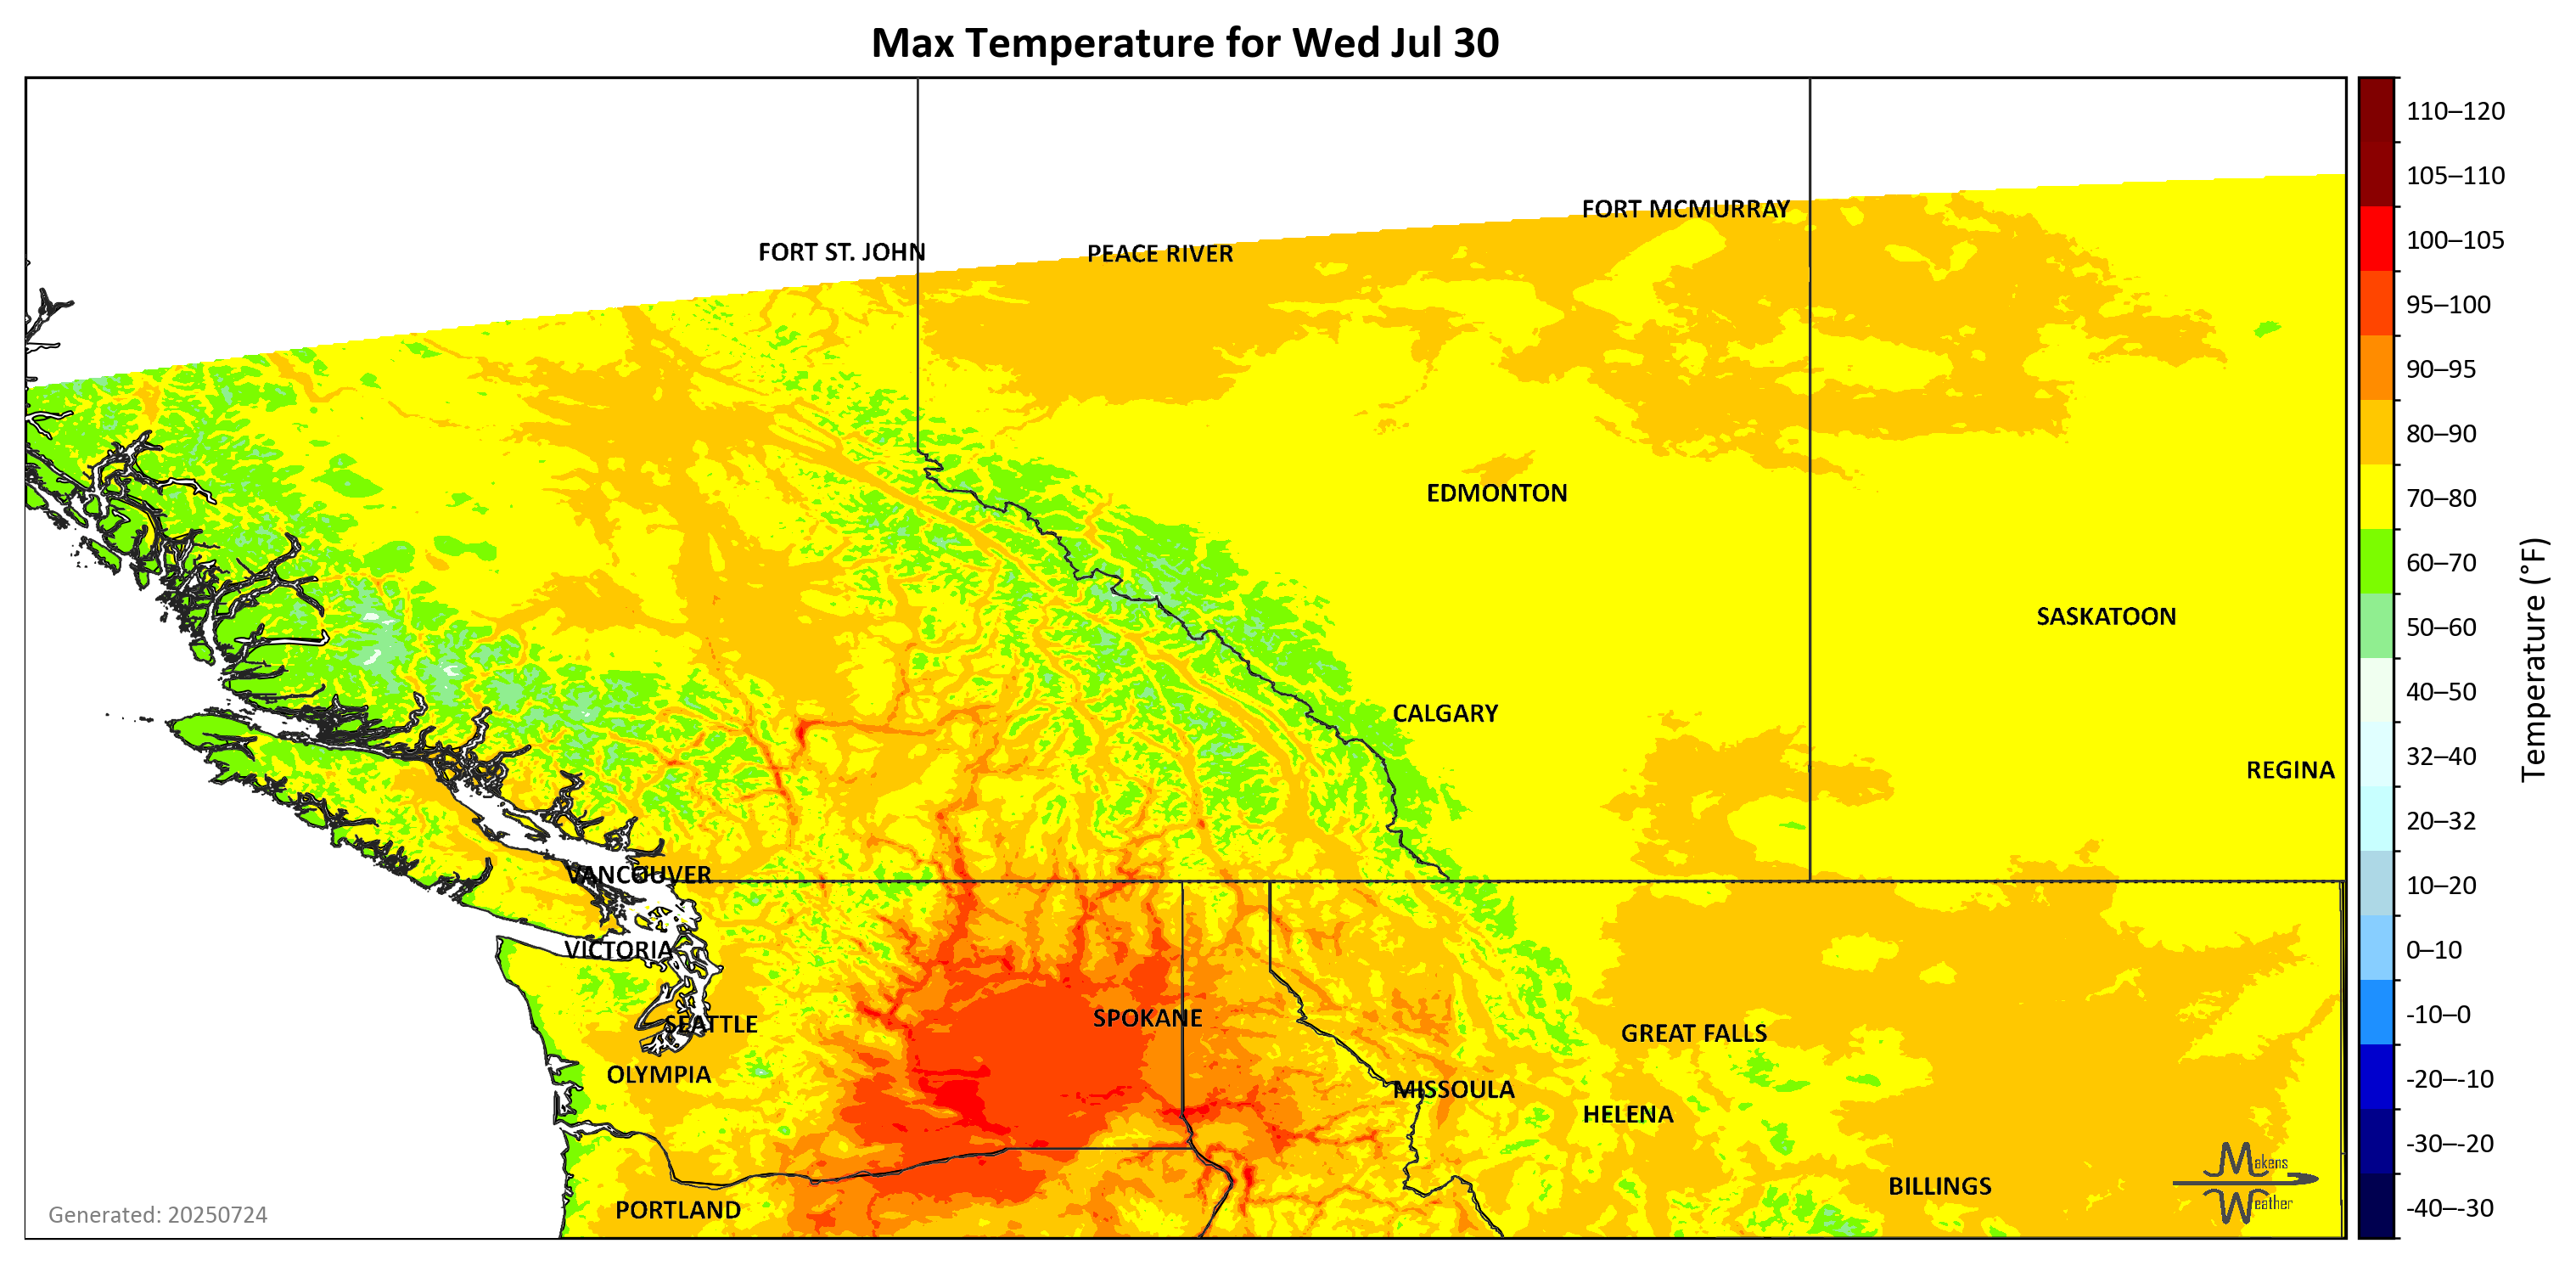 Max Temperature for Wed Jul 30
FORT MCMURRAY
FORT ST. JOHN
PEACE RIVER
EDMONTON
SASKATOON
CALGARY
REGINA
VANCOUVER
VICTORIA
SEATTLE
SPOKANE
GREAT FALLS
OLYMPIA
MISSOULA
HELENA
BILLINGS
PORTLAND
Makens
Weather
Generated: 20250724
110–120
105–110
100–105
95–100
90–95
80–90
70–80
60–70
50–60
40–50
32–40
20–32
10–20
0–10
-10–0
-20–-10
-30–-20
-40–-30
Temperature (°F)